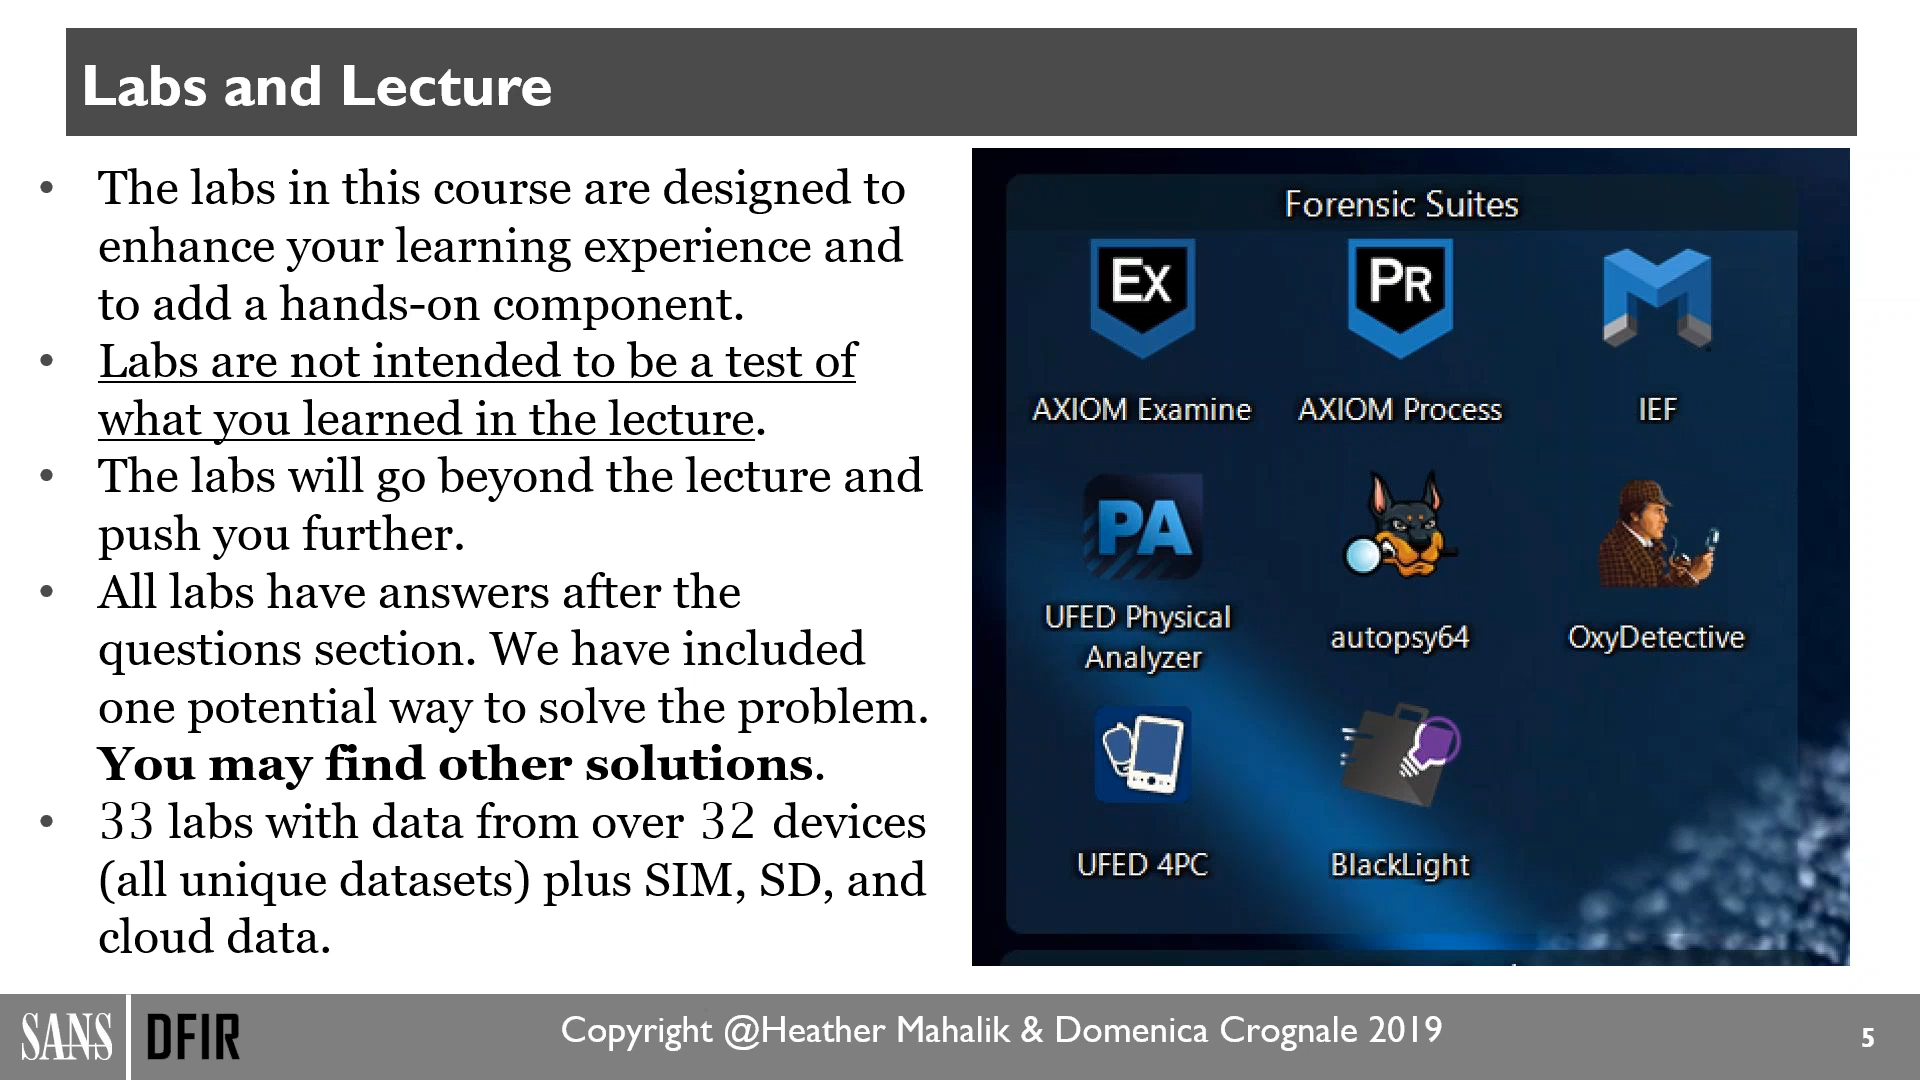 Labs and Lecture
• The labs in this course are designed to
enhance your learning experience and
to add a hands-on component.
• Labs are not intended to be a test of
what you learned in the lecture.
• The labs will go beyond the lecture and
push you further.
• All labs have answers after the
questions section. We have included
one potential way to solve the problem.
You may find other solutions.
• 33 labs with data from over 32 devices
(all unique datasets) plus SIM, SD, and
cloud data.
Forensic Suites
EX
PR
AXIOM Examine
AXIOM Process
IEF
PA
UFED Physical
Analyzer
autopsy64
OxyDetective
UFED 4PC
BlackLight
SANS
DFIR
Copyright @Heather Mahalik & Domenica Crognale 2019
5